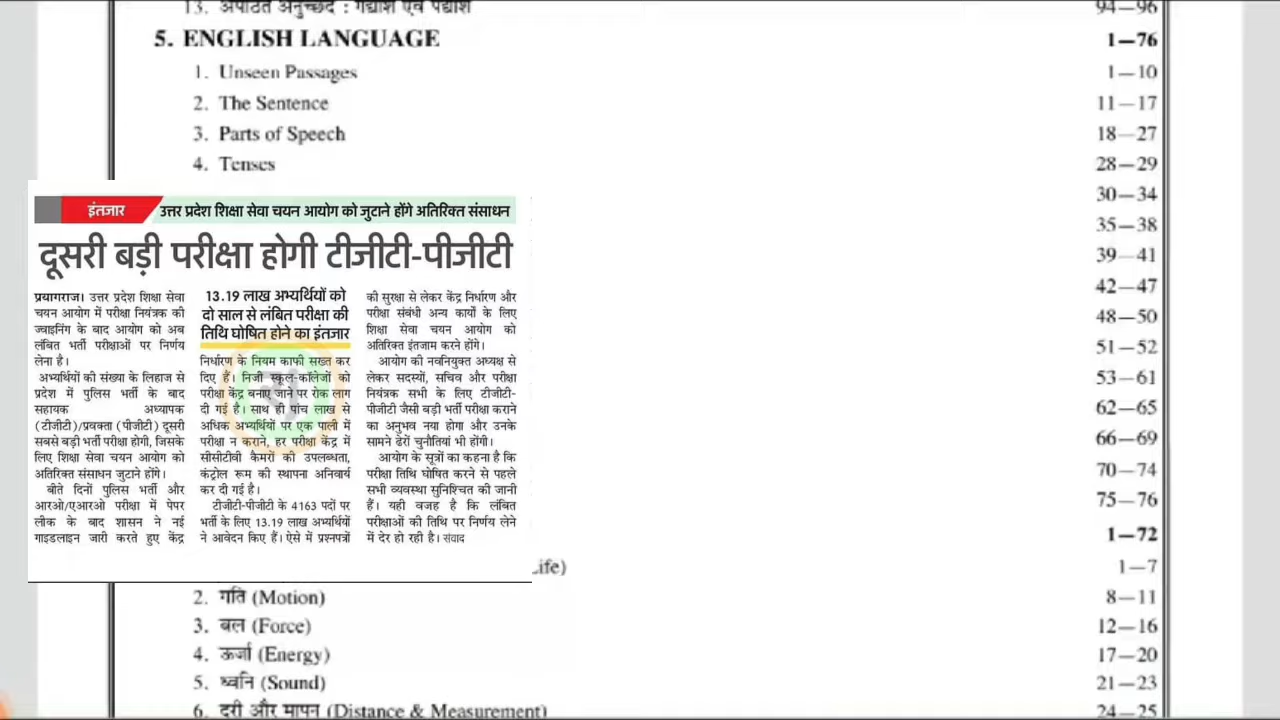 13. अपठित अनुच्छेद : गद्यांश एवं पद्यांश 94—96
5. ENGLISH LANGUAGE 1—76
1. Unseen Passages 1—10
2. The Sentence 11—17
3. Parts of Speech 18—27
4. Tenses 28—29
30—34
35—38
39—41
42—47
48—50
51—52
53—61
62—65
66—69
70—74
75—76
1—72
इंतजार
उत्तर प्रदेश शिक्षा सेवा चयन आयोग को जुटाने होंगे अतिरिक्त संसाधन
दूसरी बड़ी परीक्षा होगी टीजीटी-पीजीटी
प्रयागराज। उत्तर प्रदेश शिक्षा सेवा
चयन आयोग में परीक्षा नियंत्रक की
ज्वाइनिंग के बाद आयोग को अब
लंबित भर्ती परीक्षाओं पर निर्णय
लेना है।
अभ्यर्थियों की संख्या के लिहाज से
प्रदेश में पुलिस भर्ती के बाद
सहायक अध्यापक
(टीजीटी)/प्रवक्ता (पीजीटी) दूसरी
सबसे बड़ी भर्ती परीक्षा होगी, जिसके
लिए शिक्षा सेवा चयन आयोग को
अतिरिक्त संसाधन जुटाने होंगे।
बीते दिनों पुलिस भर्ती और
आरओ/एआरओ परीक्षा में पेपर
लीक के बाद शासन ने नई
गाइडलाइन जारी करते हुए केंद्र
13.19 लाख अभ्यर्थियों को
दो साल से लंबित परीक्षा की
तिथि घोषित होने का इंतजार
निर्धारण के नियम काफी सख्त कर
दिए हैं। निजी स्कूल-कॉलेजों को
परीक्षा केंद्र बनाए जाने पर रोक लाग
दी गई है। साथ ही पांच लाख से
अधिक अभ्यर्थियों पर एक पाली में
परीक्षा न कराने, हर परीक्षा केंद्र में
सीसीटीवी कैमरों की उपलब्धता,
कंट्रोल रूम की स्थापना अनिवार्य
कर दी गई है।
टीजीटी-पीजीटी के 4163 पदों पर
भर्ती के लिए 13.19 लाख अभ्यर्थियों
ने आवेदन किए हैं। ऐसे में प्रश्नपत्रों
की सुरक्षा से लेकर केंद्र निर्धारण और
परीक्षा संबंधी अन्य कार्यों के लिए
शिक्षा सेवा चयन आयोग को
अतिरिक्त इंतजाम करने होंगे।
आयोग की नवनियुक्त अध्यक्ष से
लेकर सदस्यों, सचिव और परीक्षा
नियंत्रक सभी के लिए टीजीटी-
पीजीटी जैसी बड़ी भर्ती परीक्षा कराने
का अनुभव नया होगा और उनके
सामने ढेरों चुनौतियां भी होंगी।
आयोग के सूत्रों का कहना है कि
परीक्षा तिथि घोषित करने से पहले
सभी व्यवस्था सुनिश्चित की जानी
हैं। यही वजह है कि लंबित
परीक्षाओं की तिथि पर निर्णय लेने
में देर हो रही है। संवाद
Life) 1—7
2. गति (Motion) 8—11
3. बल (Force) 12—16
4. ऊर्जा (Energy) 17—20
5. ध्वनि (Sound) 21—23
6. दूरी और मापन (Distance & Measurement) 24—25